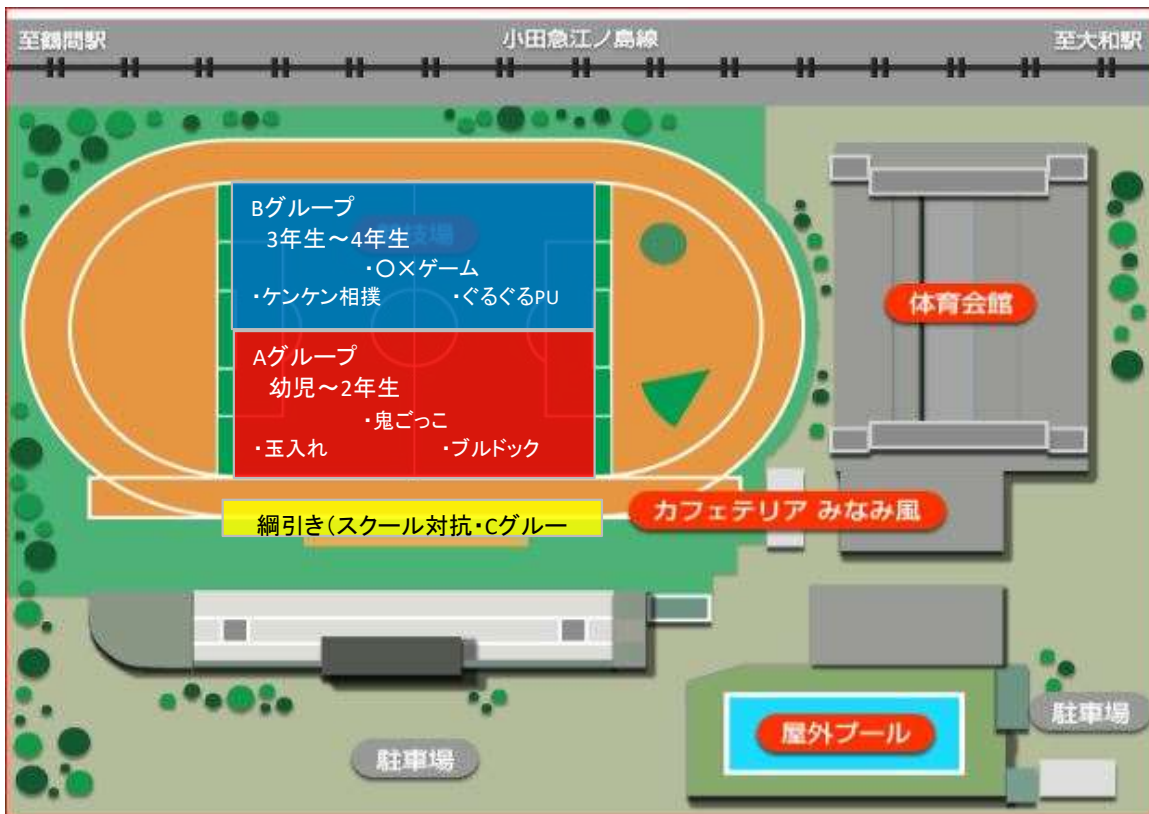 至鶴間駅
小田急江ノ島線
至大和駅
Bグループ
3年生～4年生
・〇×ゲーム
・ケンケン相撲
・ぐるぐるPU
Aグループ
幼児～2年生
・鬼ごっこ
・玉入れ
・ブルドック
綱引き(スクール対抗・Cグルー
体育会館
カフェテリア みなみ風
屋外プール
駐車場
駐車場